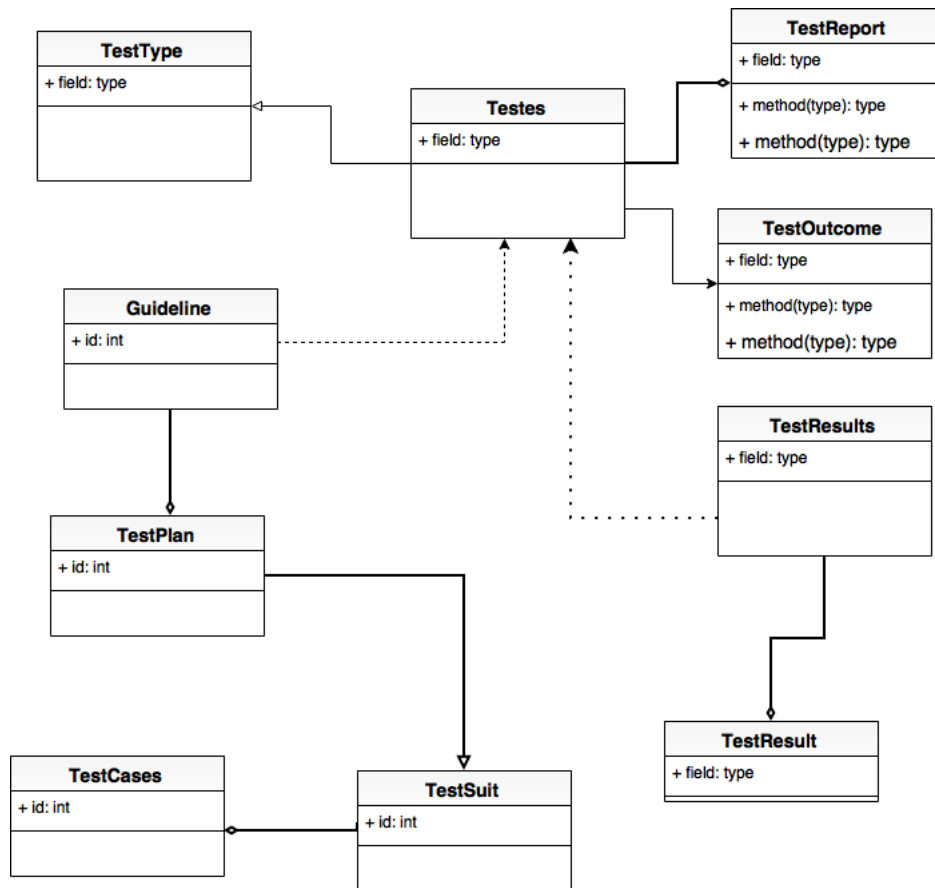 TestType
+ field: type
Testes
+ field: type
TestReport
+ field: type
+ method(type): type
+ method(type): type
TestOutcome
+ field: type
+ method(type): type
+ method(type): type
Guideline
+ id: int
TestResults
+ field: type
TestPlan
+ id: int
TestResult
+ field: type
TestCases
+ id: int
TestSuit
+ id: int